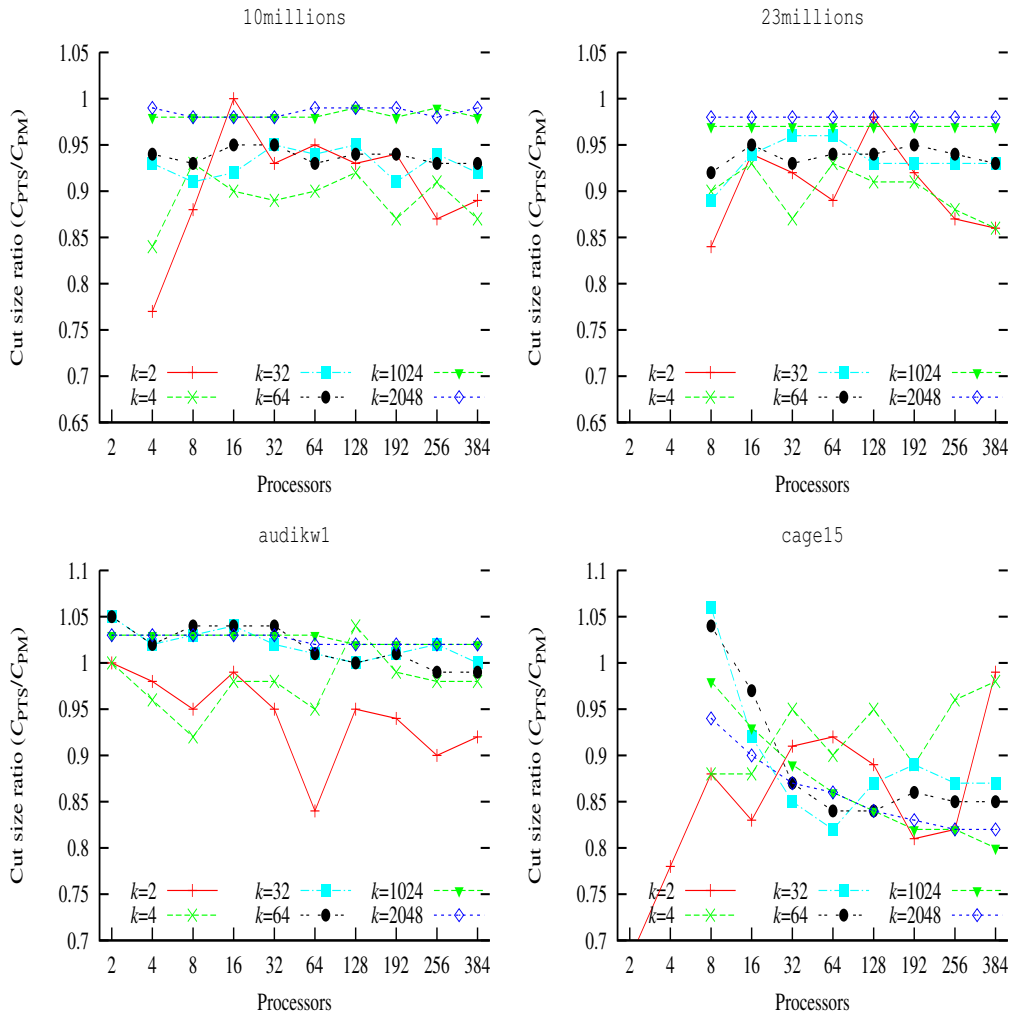 10millions
Cut size ratio (CPTS/CPM)
1.05
1
0.95
0.9
0.85
0.8
0.75
0.7
0.65
k=2
k=4
k=32
k=64
k=1024
k=2048
2 4 8 16 32 64 128 192 256 384
Processors
23millions
Cut size ratio (CPTS/CPM)
1.05
1
0.95
0.9
0.85
0.8
0.75
0.7
0.65
k=2
k=4
k=32
k=64
k=1024
k=2048
2 4 8 16 32 64 128 192 256 384
Processors
audikw1
Cut size ratio (CPTS/CPM)
1.1
1.05
1
0.95
0.9
0.85
0.8
0.75
0.7
k=2
k=4
k=32
k=64
k=1024
k=2048
2 4 8 16 32 64 128 192 256 384
Processors
cage15
Cut size ratio (CPTS/CPM)
1.1
1.05
1
0.95
0.9
0.85
0.8
0.75
0.7
k=2
k=4
k=32
k=64
k=1024
k=2048
2 4 8 16 32 64 128 192 256 384
Processors